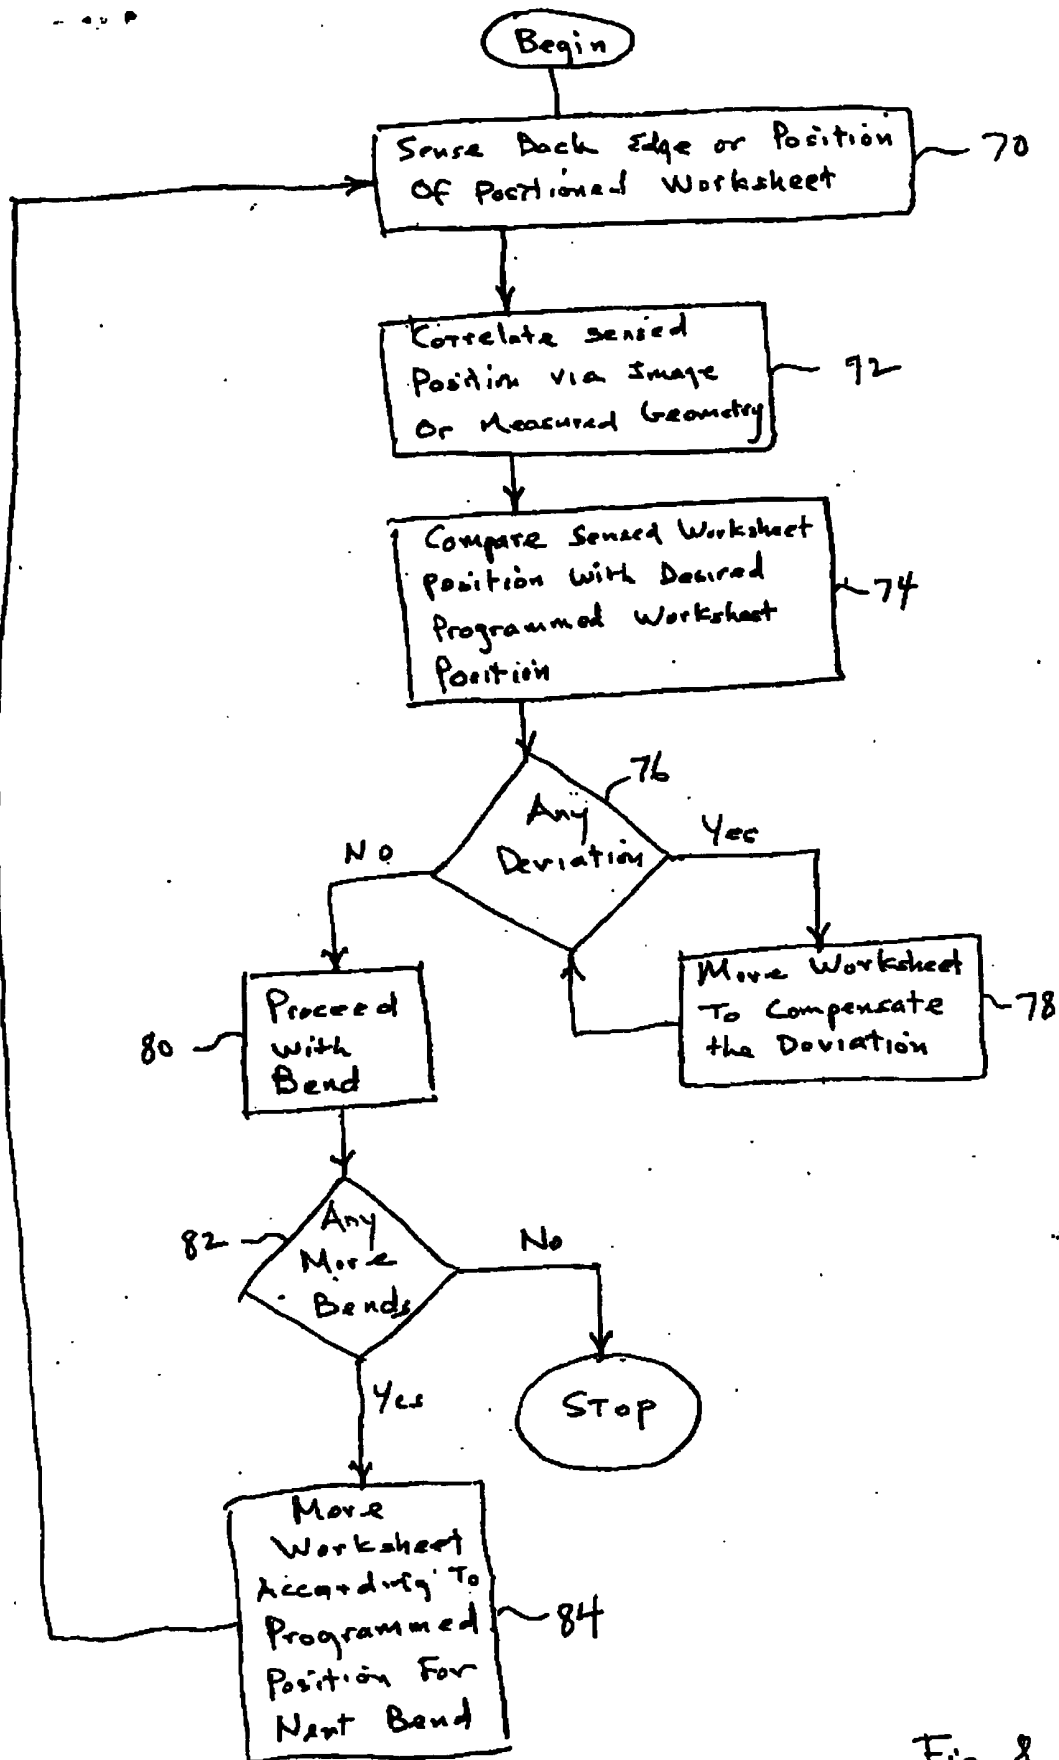 Begin
Sense Back Edge or Position
Of Positioned Worksheet
70
Correlate Sensed
Position via Image
Or Measured Geometry
92
Compare Sensed Worksheet
Position With Desired
Programmed Worksheet
Position
74
76
Any
Deviation
No
Yes
Move Worksheet
To Compensate
the Deviation
78
80
Proceed
With
Bend
82
Any
More
Bends
No
Yes
STOP
Move
Worksheet
According To
Programmed
Position For
Next Bend
84
Fig. 8